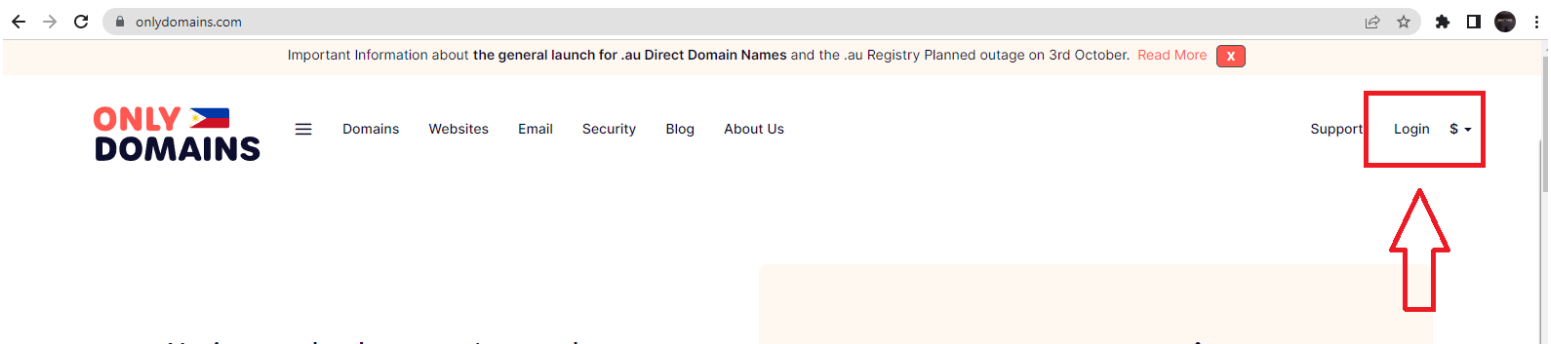 onlydomains.com
Important Information about the general launch for .au Direct Domain Names and the .au Registry Planned outage on 3rd October. Read More X
ONLY
DOMAINS
Domains Websites Email Security Blog About Us
Support Login $